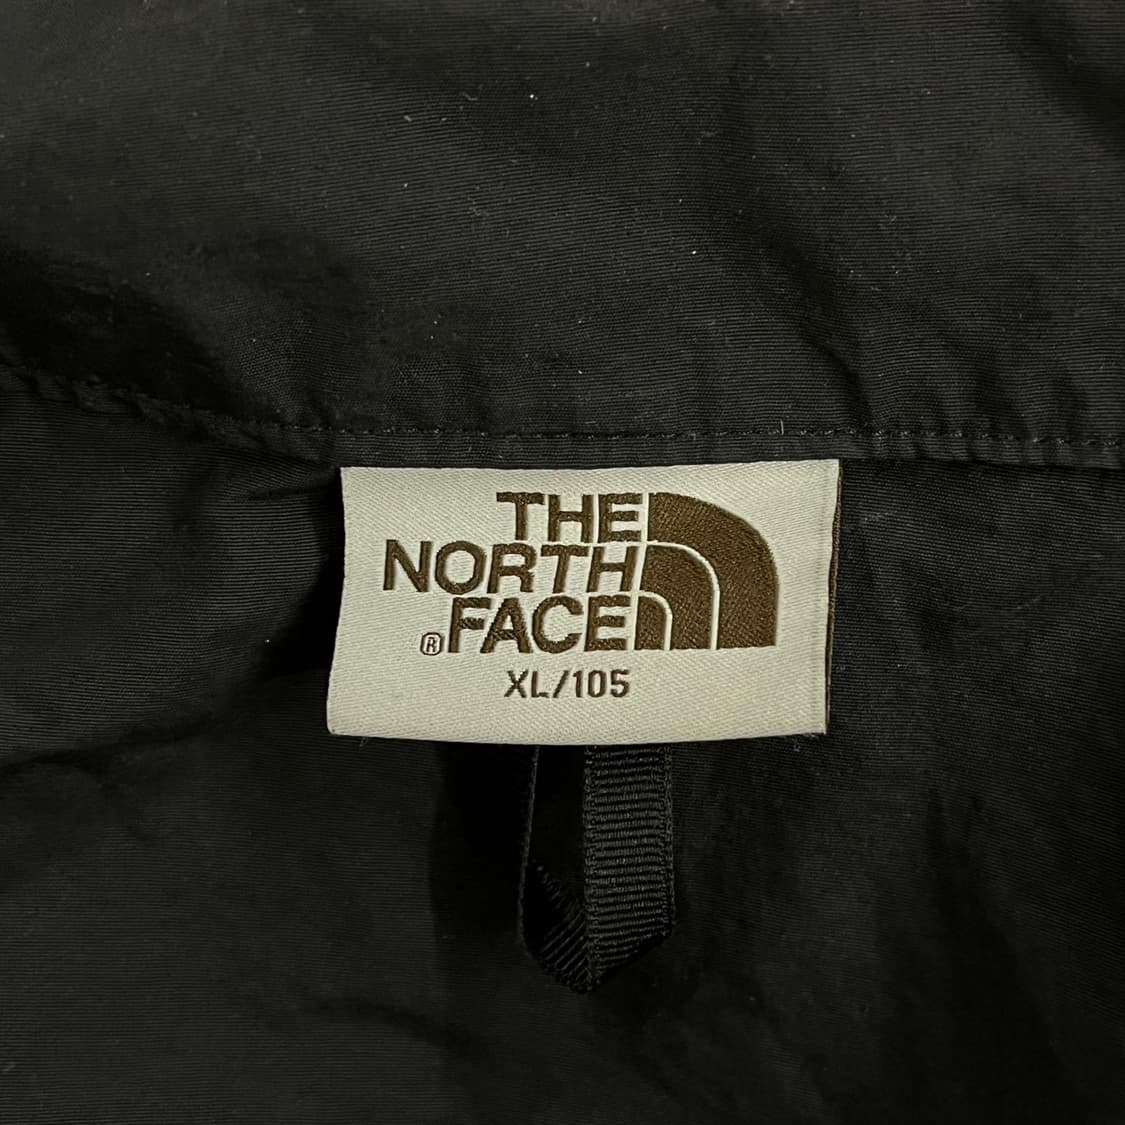 THE
NORTH
®FACE
XL/105